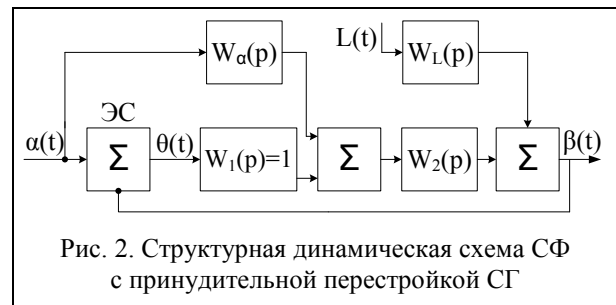 Wα(p)
L(t)
WL(p)
ЭС
α(t)
Σ
θ(t)
W1(p)=1
Σ
W2(p)
Σ
β(t)
Рис. 2. Структурная динамическая схема СФ
с принудительной перестройкой СГ